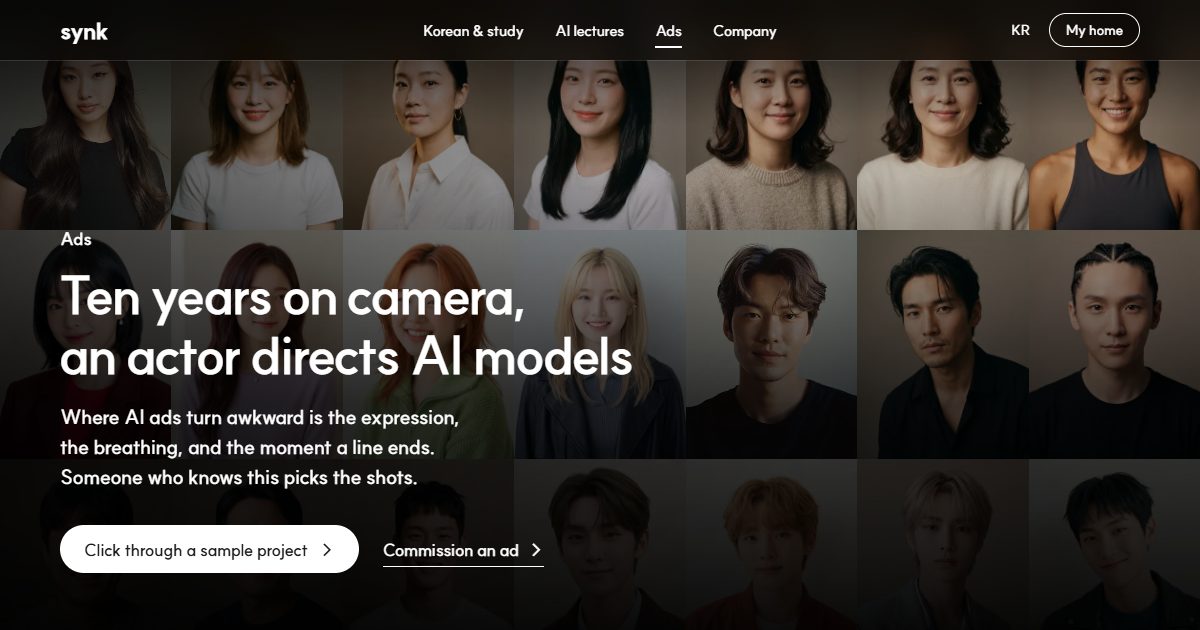 synk
Korean & study
AI lectures
Ads
Company
KR
My home
Ads
Ten years on camera,
an actor directs AI models
Where AI ads turn awkward is the expression,
the breathing, and the moment a line ends.
Someone who knows this picks the shots.
Click through a sample project
Commission an ad